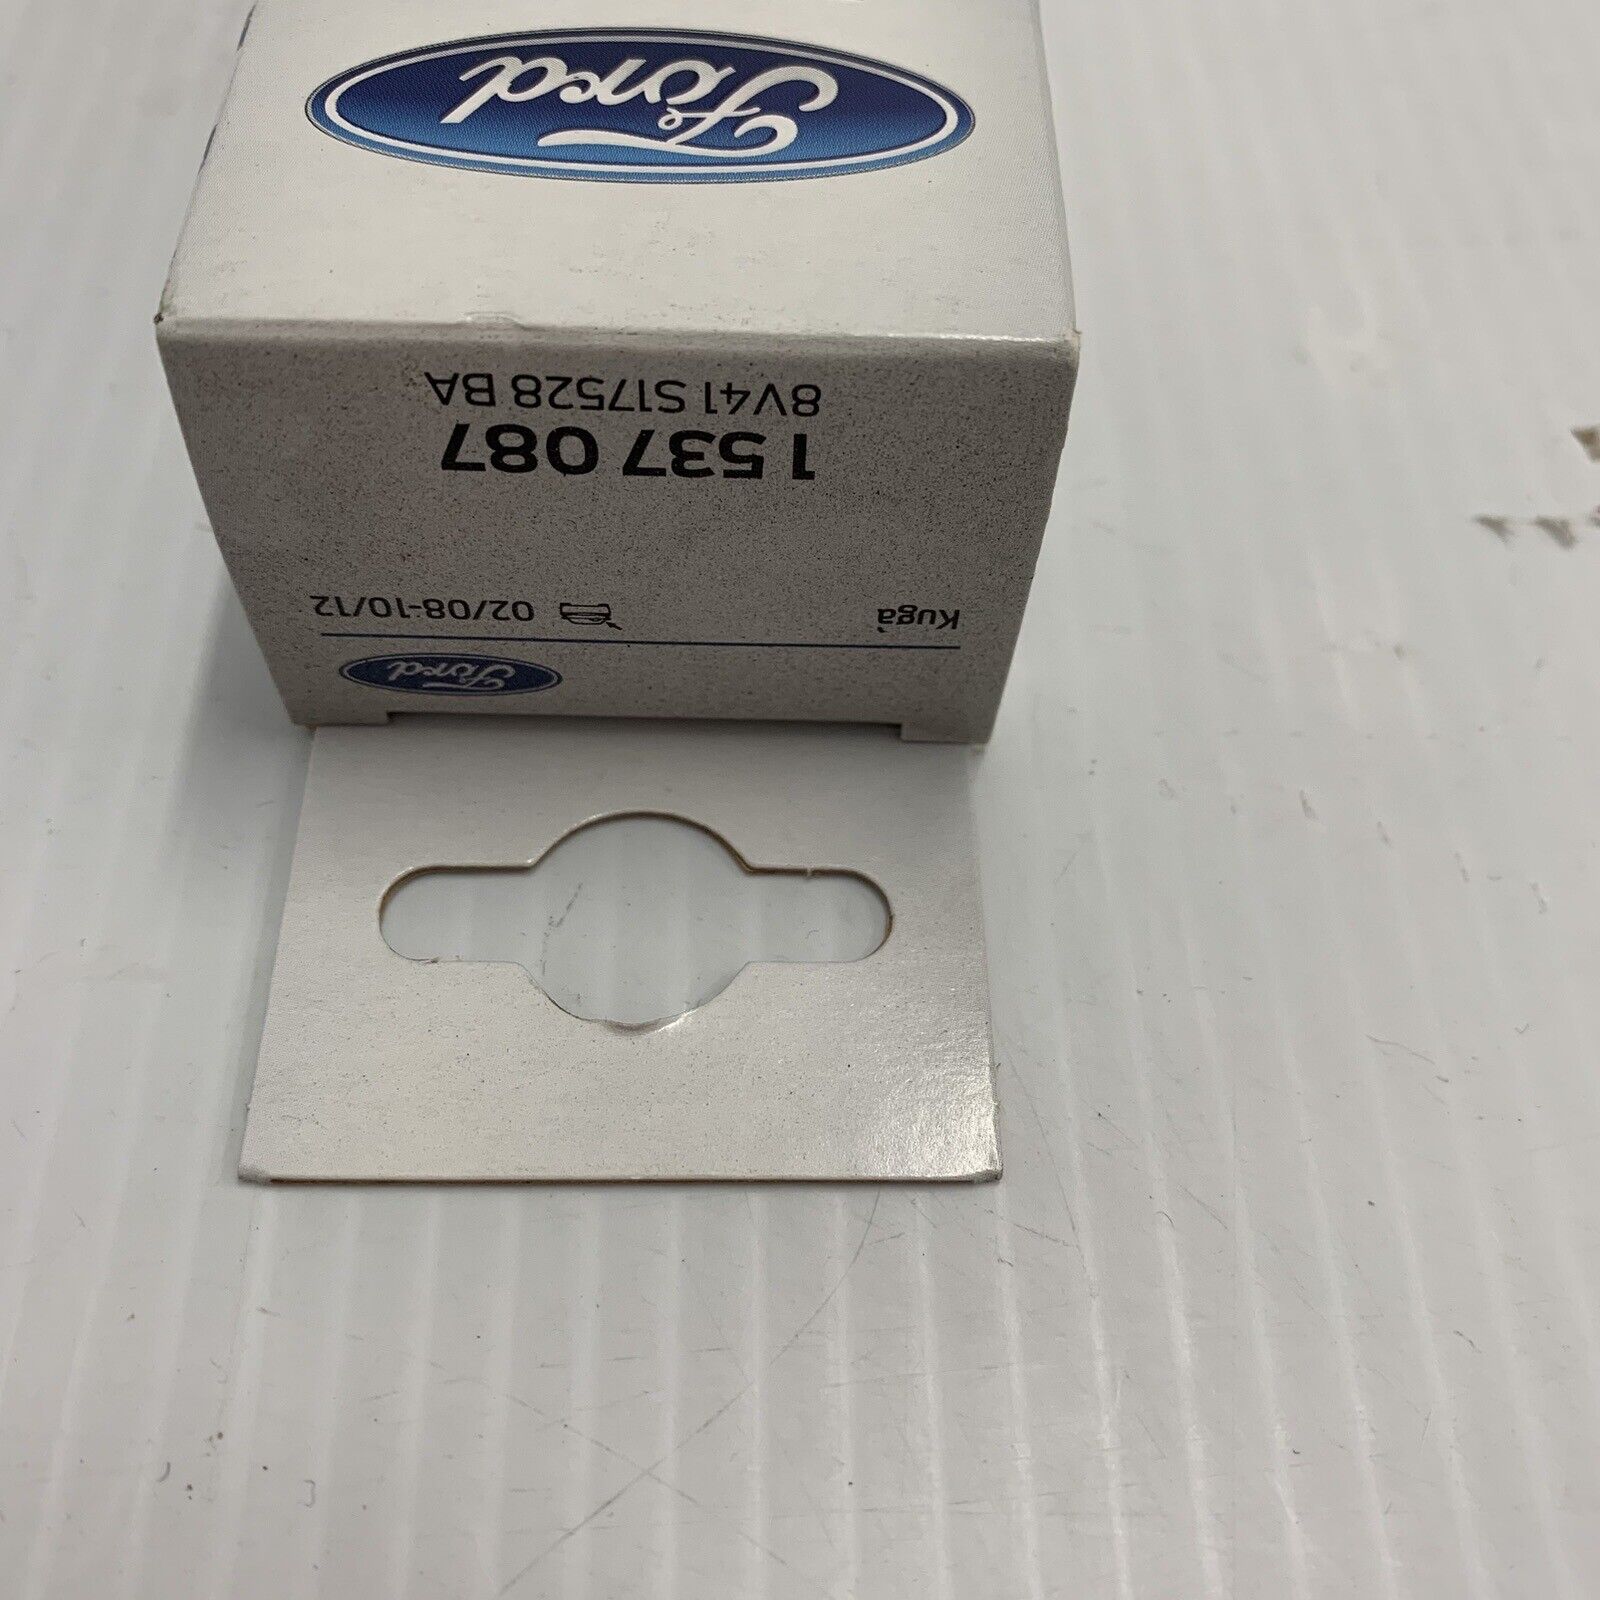 Ford
Kuga 02/08-10/12
1 537 087
8V41 S17528 BA
Ford